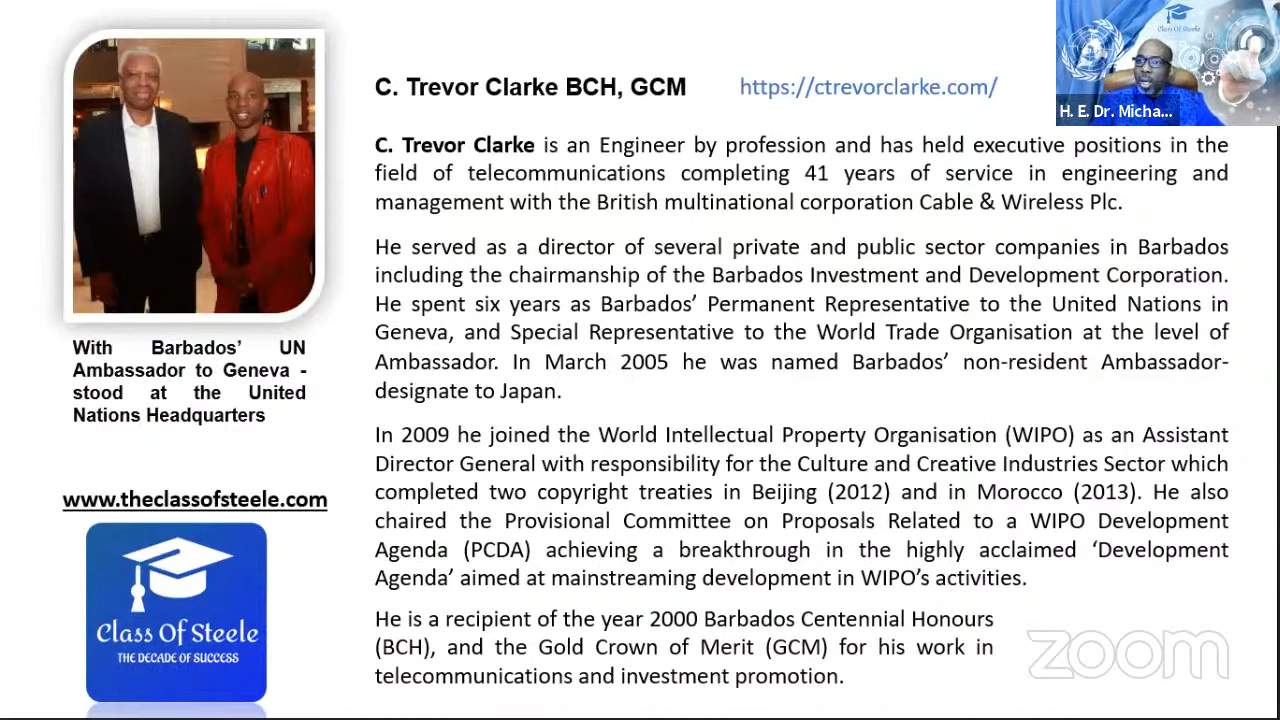 C. Trevor Clarke BCH, GCM https://ctrevorclarke.com/
Class Of Steele
H. E. Dr. Micha...
C. Trevor Clarke is an Engineer by profession and has held executive positions in the
field of telecommunications completing 41 years of service in engineering and
management with the British multinational corporation Cable & Wireless Plc.
He served as a director of several private and public sector companies in Barbados
including the chairmanship of the Barbados Investment and Development Corporation.
He spent six years as Barbados’ Permanent Representative to the United Nations in
Geneva, and Special Representative to the World Trade Organisation at the level of
Ambassador. In March 2005 he was named Barbados’ non-resident Ambassador-
designate to Japan.
In 2009 he joined the World Intellectual Property Organisation (WIPO) as an Assistant
Director General with responsibility for the Culture and Creative Industries Sector which
completed two copyright treaties in Beijing (2012) and in Morocco (2013). He also
chaired the Provisional Committee on Proposals Related to a WIPO Development
Agenda (PCDA) achieving a breakthrough in the highly acclaimed ‘Development
Agenda’ aimed at mainstreaming development in WIPO’s activities.
He is a recipient of the year 2000 Barbados Centennial Honours
(BCH), and the Gold Crown of Merit (GCM) for his work in
telecommunications and investment promotion.
With Barbados’ UN
Ambassador to Geneva -
stood at the United
Nations Headquarters
www.theclassofsteele.com
Class Of Steele
THE DECADE OF SUCCESS
zoom